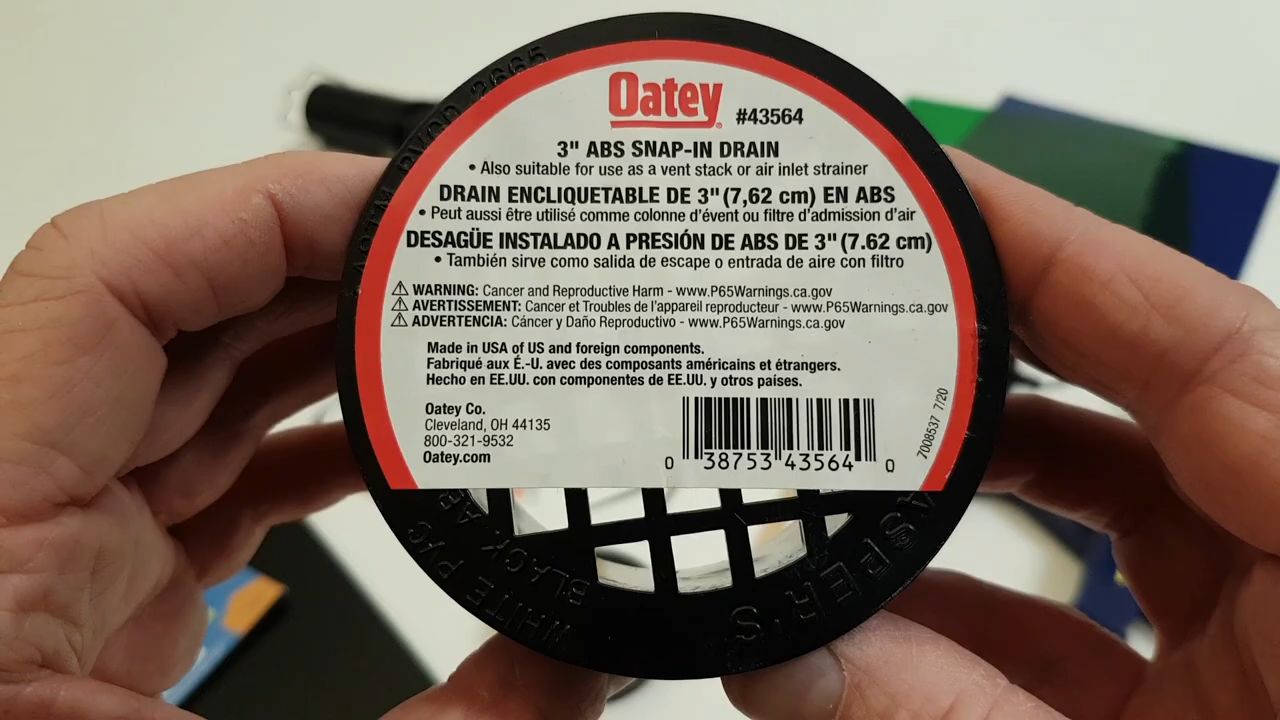 Oatey
#43564
3" ABS SNAP-IN DRAIN
• Also suitable for use as a vent stack or air inlet strainer
DRAIN ENCLIQUETABLE DE 3" (7,62 cm) EN ABS
• Peut aussi être utilisé comme colonne d'évent ou filtre d'admission d'air
DESAGÜE INSTALADO A PRESIÓN DE ABS DE 3" (7.62 cm)
• También sirve como salida de escape o entrada de aire con filtro
⚠ WARNING: Cancer and Reproductive Harm - www.P65Warnings.ca.gov
⚠ AVERTISSEMENT: Cancer et Troubles de l'appareil reproducteur - www.P65Warnings.ca.gov
⚠ ADVERTENCIA: Cáncer y Daño Reproductivo - www.P65Warnings.ca.gov
Made in USA of US and foreign components.
Fabriqué aux É.-U. avec des composants américains et étrangers.
Hecho en EE.UU. con componentes de EE.UU. y otros países.
Oatey Co.
Cleveland, OH 44135
800-321-9532
Oatey.com
0 38753 43564 0
7008537 7/20
ASTM PVCD 2665
WHITE PVC
BLACK AB
ASPER'S